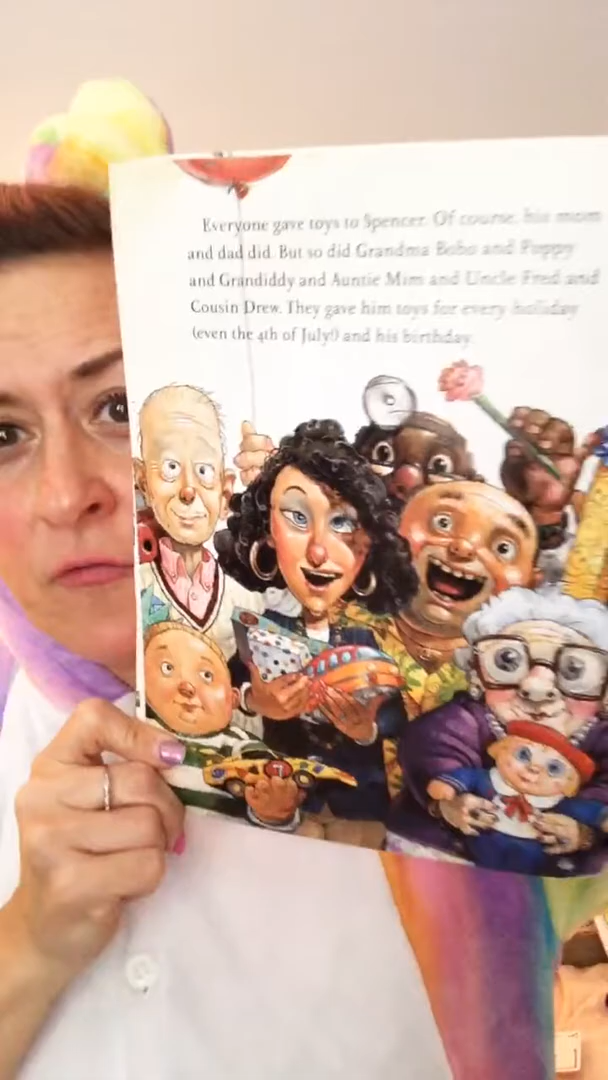 Everyone gave toys to Spencer. Of course, his mom
and dad did. But so did Grandma Bobo and Poppy
and Grandiddy and Auntie Mim and Uncle Fred and
Cousin Drew. They gave him toys for every holiday
(even the 4th of July!) and his birthday.